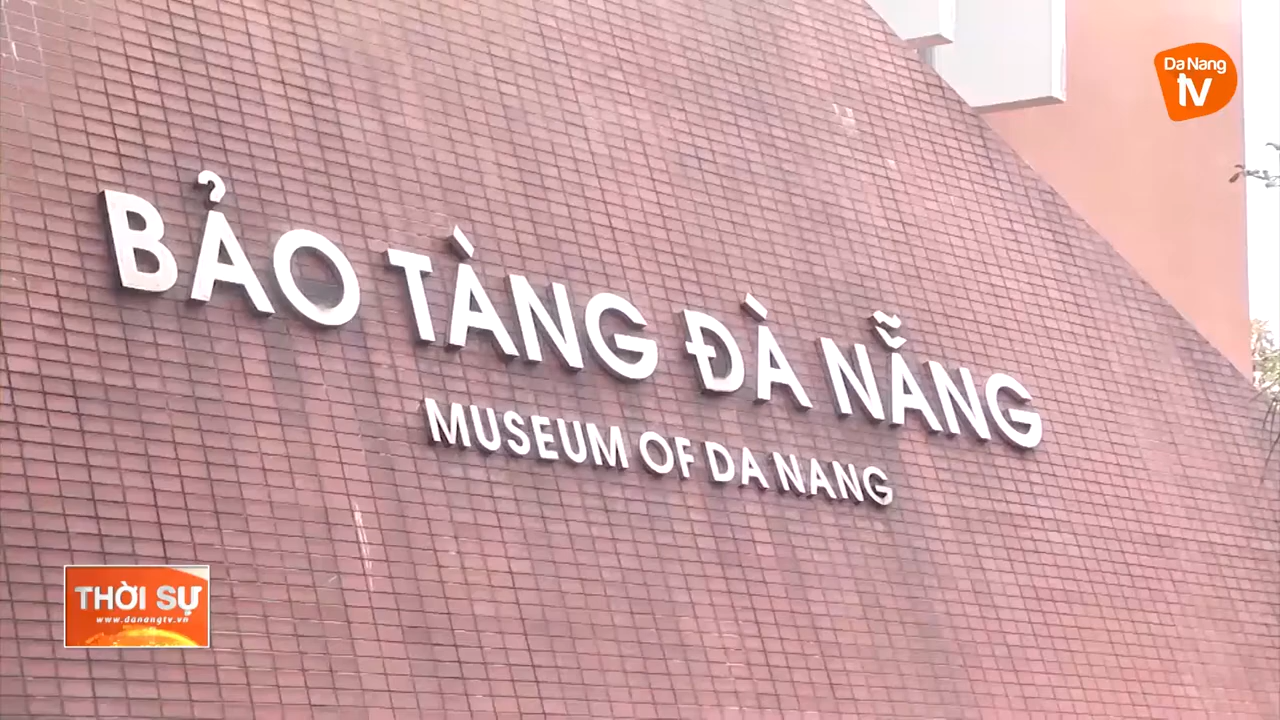 Da Nang
tv
BẢO TÀNG ĐÀ NẴNG
MUSEUM OF DA NANG
THỜI SỰ
www.danangtv.vn